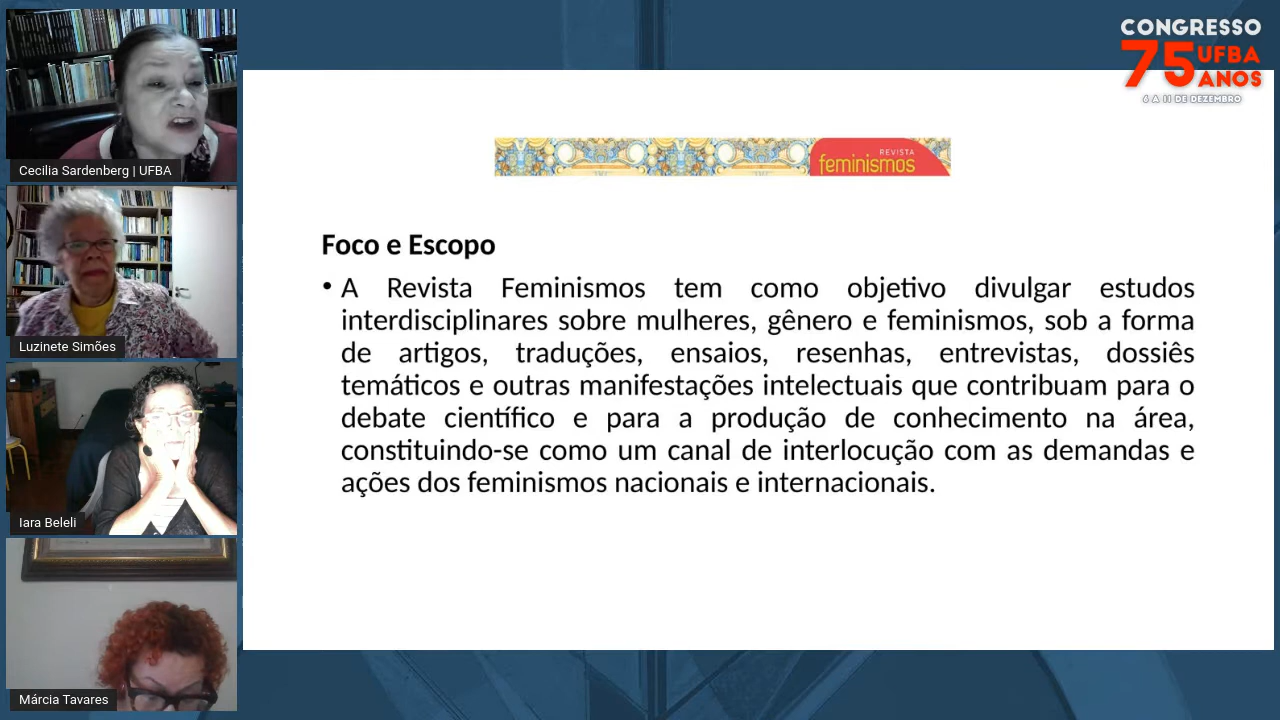 CONGRESSO
75 UFBA
ANOS
6 A 11 DE DEZEMBRO
REVISTA
feminismos
Foco e Escopo
• A Revista Feminismos tem como objetivo divulgar estudos
interdisciplinares sobre mulheres, gênero e feminismos, sob a forma
de artigos, traduções, ensaios, resenhas, entrevistas, dossiês
temáticos e outras manifestações intelectuais que contribuam para o
debate científico e para a produção de conhecimento na área,
constituindo-se como um canal de interlocução com as demandas e
ações dos feminismos nacionais e internacionais.
Cecilia Sardenberg | UFBA
Luzinete Simões
Iara Beleli
Márcia Tavares